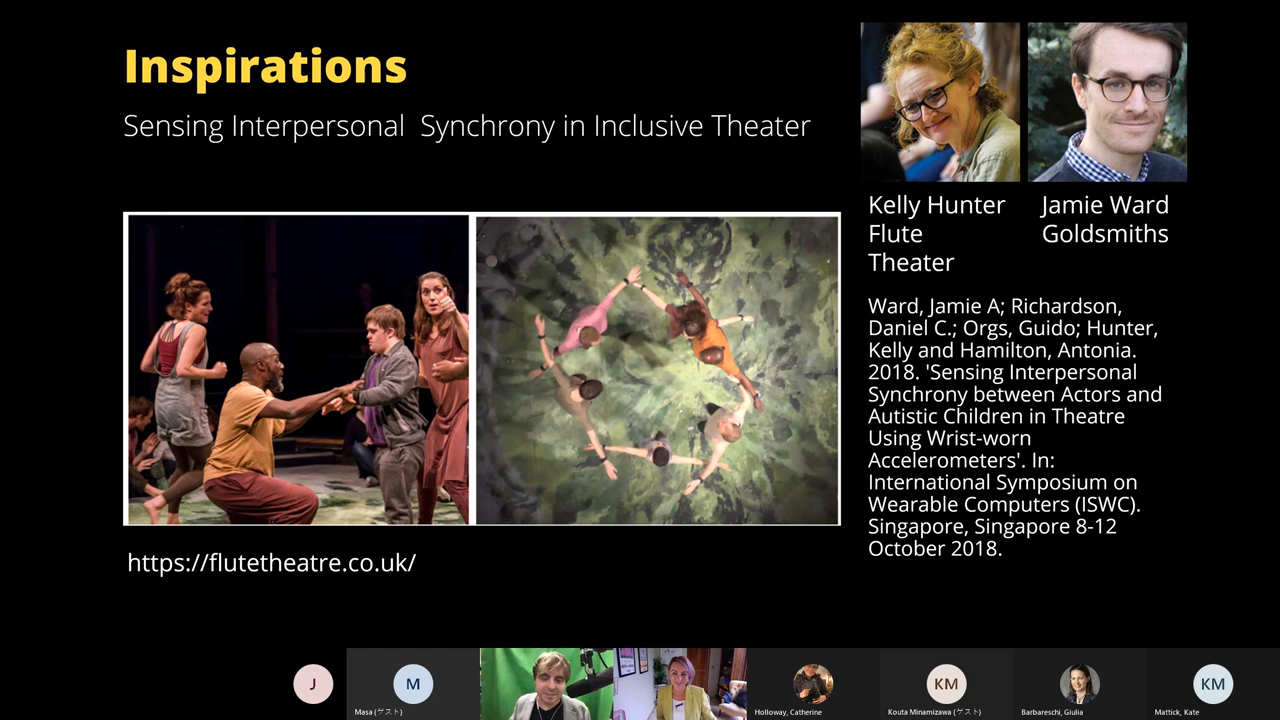 Inspirations
Sensing Interpersonal Synchrony in Inclusive Theater
Kelly Hunter
Flute
Theater
Jamie Ward
Goldsmiths
Ward, Jamie A; Richardson,
Daniel C.; Orgs, Guido; Hunter,
Kelly and Hamilton, Antonia.
2018. 'Sensing Interpersonal
Synchrony between Actors and
Autistic Children in Theatre
Using Wrist-worn
Accelerometers'. In:
International Symposium on
Wearable Computers (ISWC).
Singapore, Singapore 8-12
October 2018.
https://flutetheatre.co.uk/
J
M
KM
KM
Masa (ゲスト)
Holloway, Catherine
Kouta Minamizawa (ゲスト)
Barbareschi, Giulia
Mattick, Kate